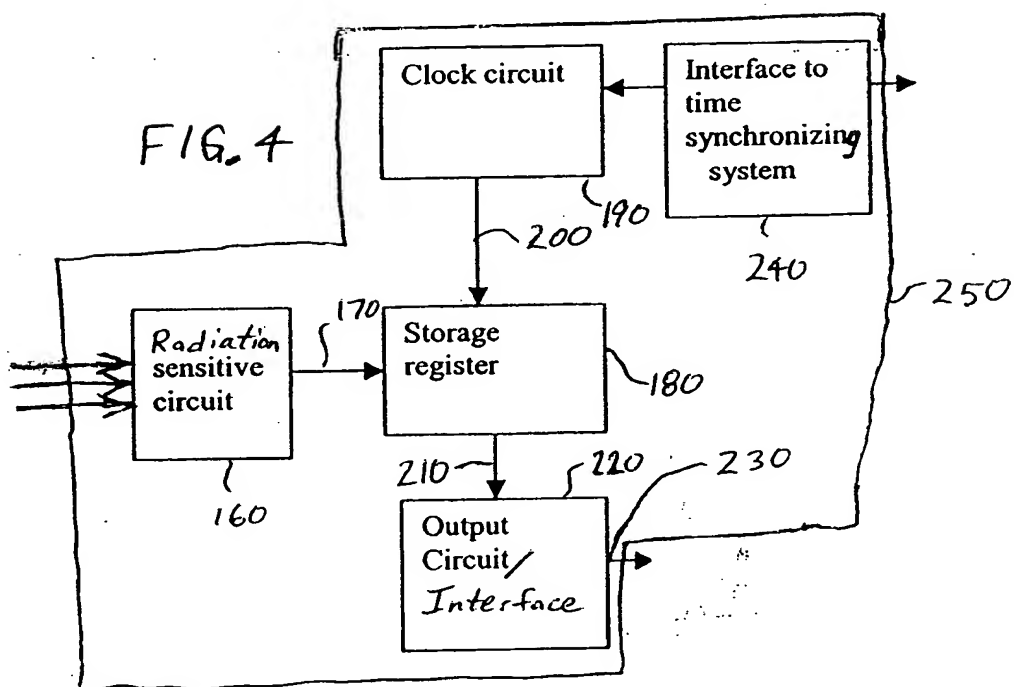 Clock circuit
Interface to
time
synchronizing
system
FIG. 4
190
200
240
250
170
Radiation
sensitive
circuit
Storage
register
180
160
210
220
230
Output
Circuit/
Interface